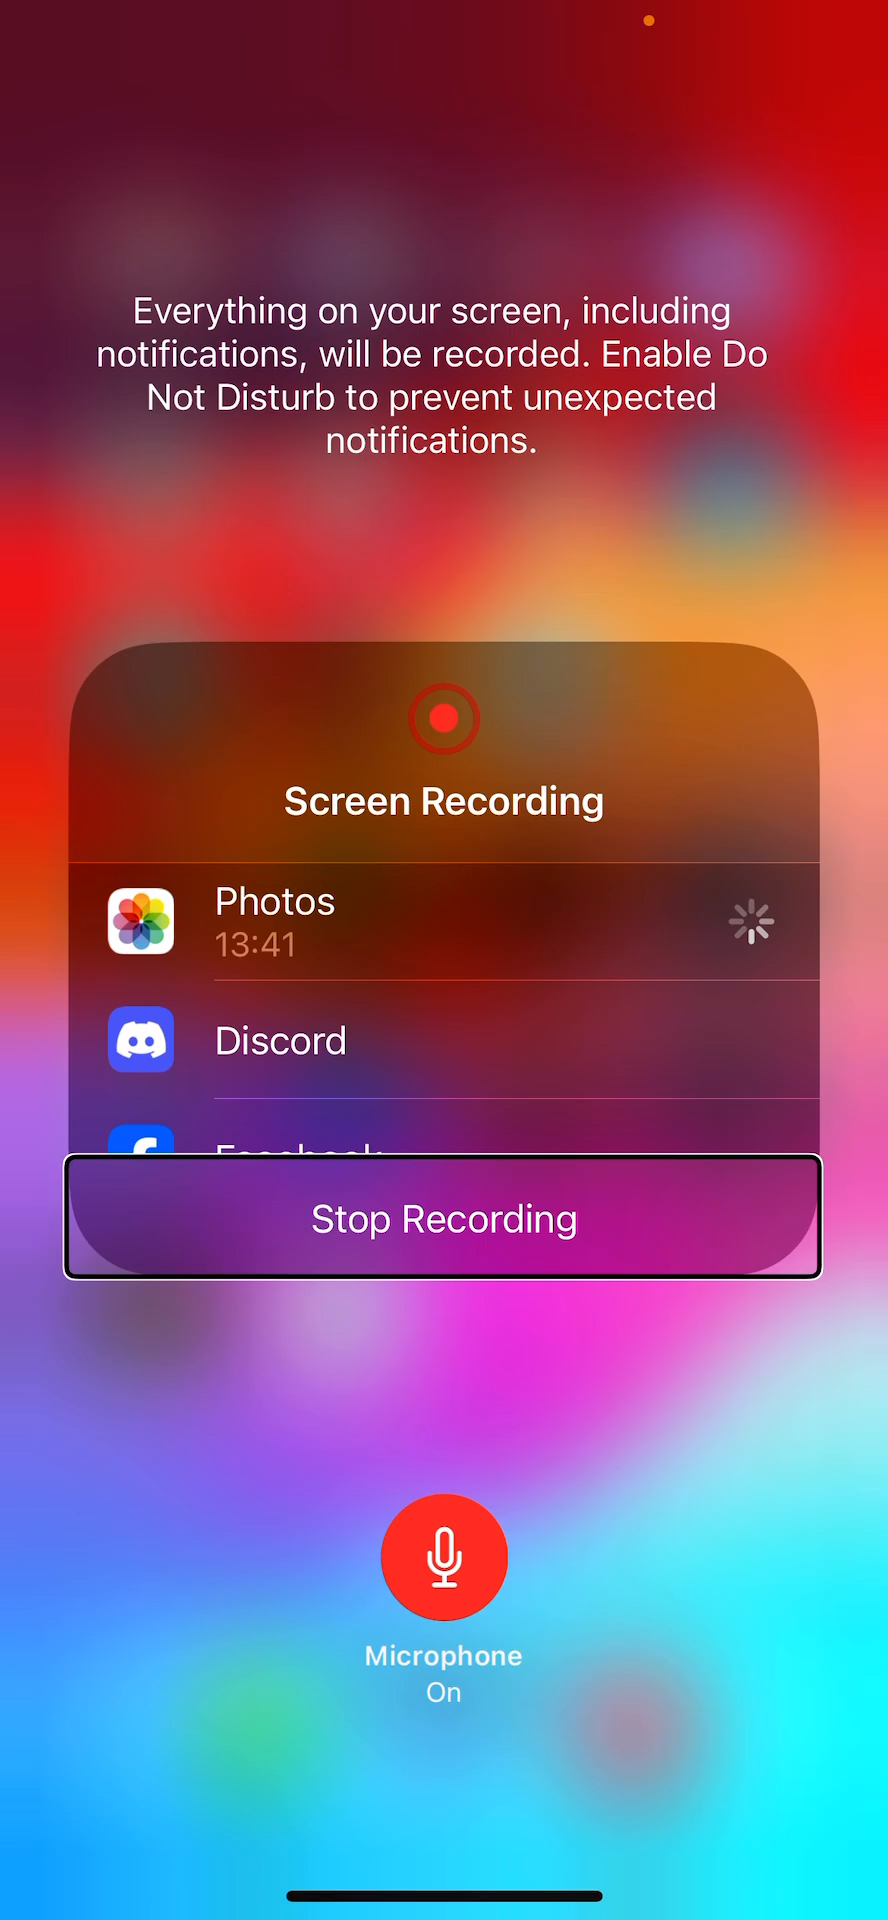 Everything on your screen, including
notifications, will be recorded. Enable Do
Not Disturb to prevent unexpected
notifications.
Screen Recording
Photos
13:41
Discord
Facebook
Stop Recording
Microphone
On